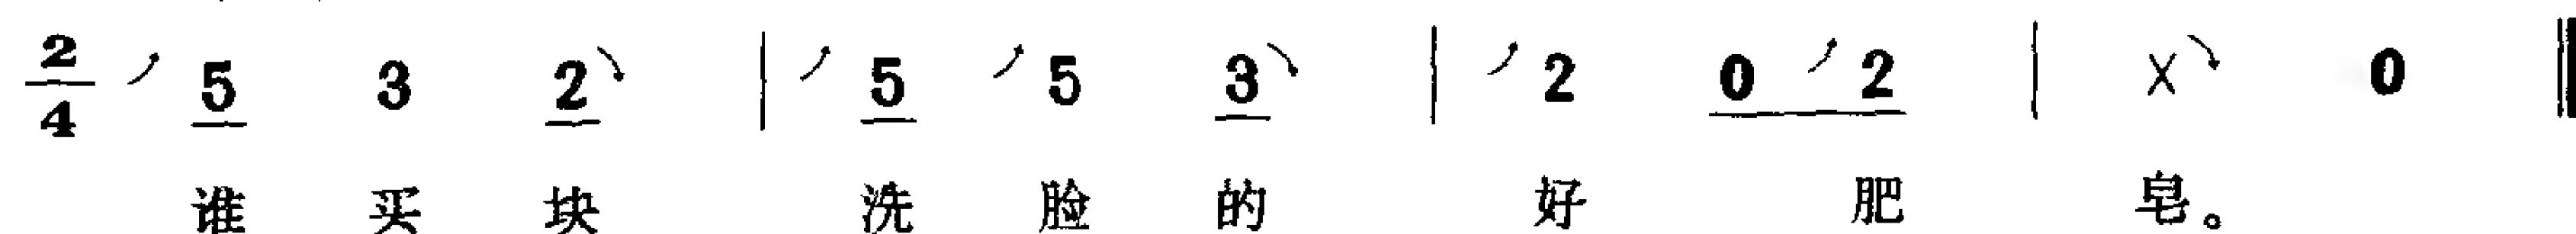 2/4 5 3 2 | 5 5 3 | 2 0 2 | X 0 ‖
谁 买 块 洗 脸 的 好 肥 皂。